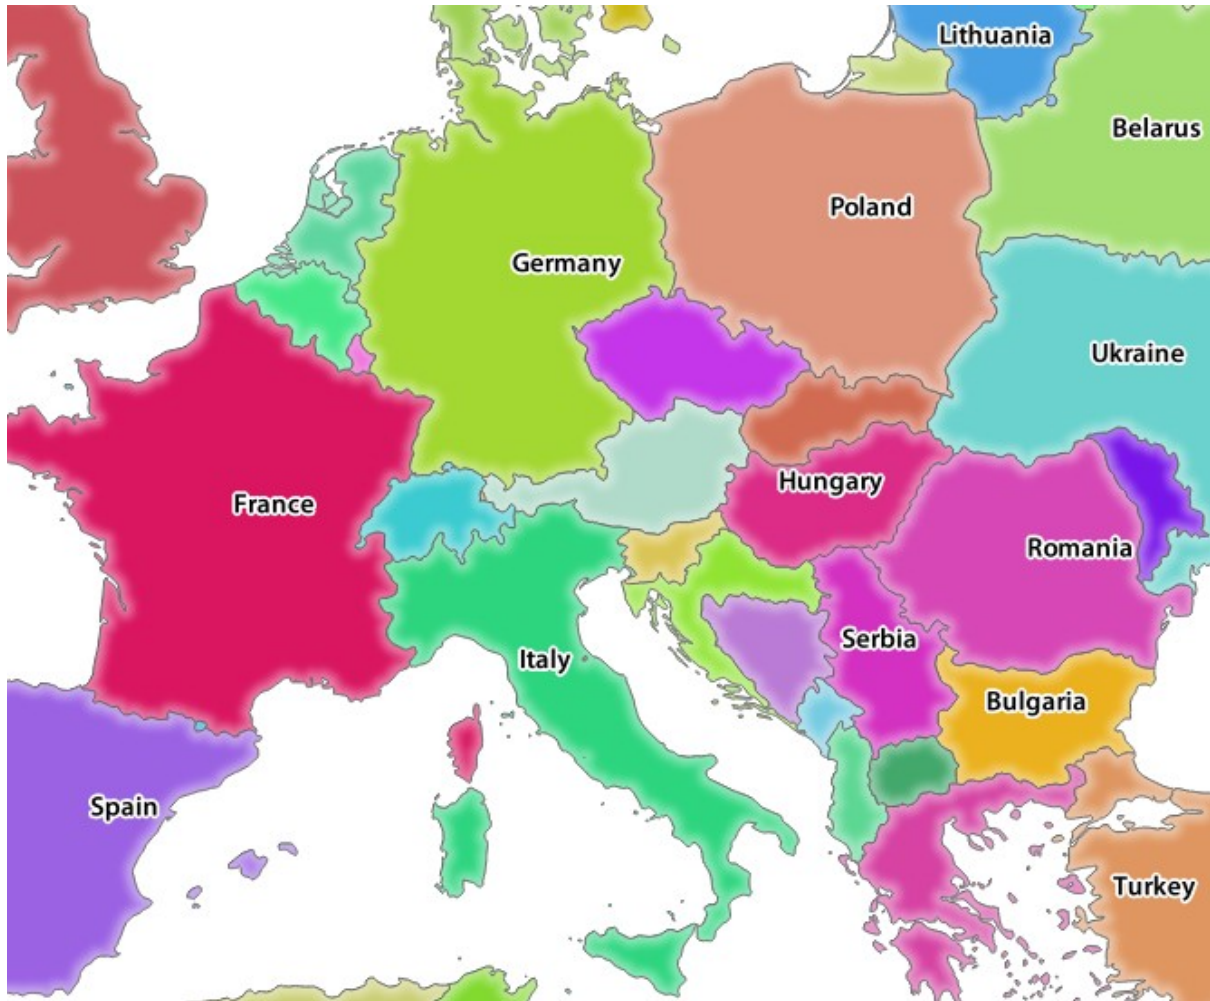 Lithuania
Belarus
Poland
Germany
Ukraine
Hungary
France
Romania
Serbia
Italy
Bulgaria
Spain
Turkey